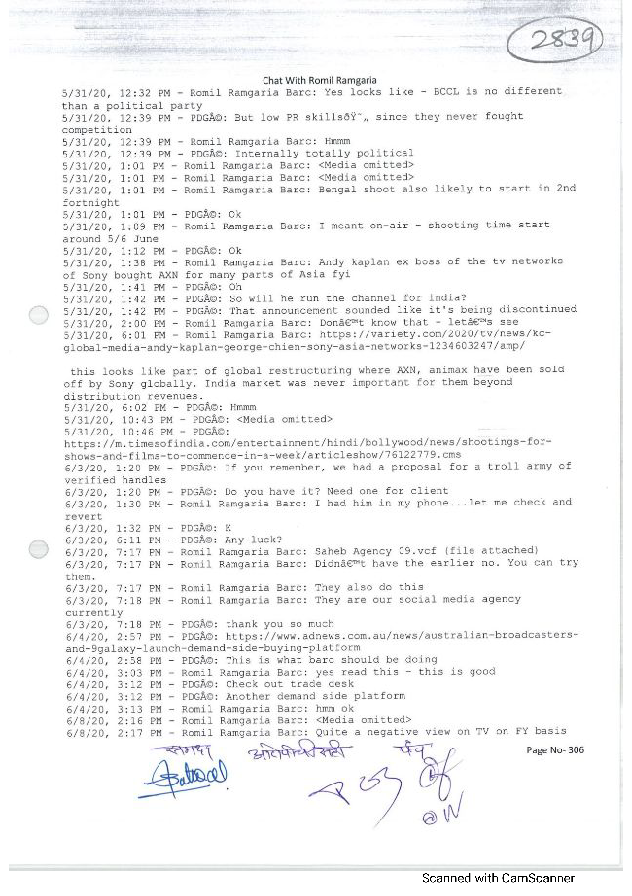 2839
Chat With Romil Ramgaria
5/31/20, 12:32 PM - Romil Ramgaria Barc: Yes looks like - BCCL is no different
than a political party
5/31/20, 12:39 PM - PDGÂ©: But low PR skillsðŸ˜„ since they never fought
competition
5/31/20, 12:39 PM - Romil Ramgaria Barc: Hmmm
5/31/20, 12:39 PM - PDGÂ©: Internally totally political
5/31/20, 1:01 PM - Romil Ramgaria Barc: <Media omitted>
5/31/20, 1:01 PM - Romil Ramgaria Barc: <Media omitted>
5/31/20, 1:01 PM - Romil Ramgaria Barc: Bengal shoot also likely to start in 2nd
fortnight
5/31/20, 1:01 PM - PDGÂ©: Ok
5/31/20, 1:09 PM - Romil Ramgaria Barc: I meant on-air - shooting time start
around 5/6 June
5/31/20, 1:12 PM - PDGÂ©: Ok
5/31/20, 1:38 PM - Romil Ramgaria Barc: Andy kaplan ex boss of the tv networks
of Sony bought AXN for many parts of Asia fyi
5/31/20, 1:41 PM - PDGÂ©: Oh
5/31/20, 1:42 PM - PDGÂ©: So will he run the channel for India?
5/31/20, 1:42 PM - PDGÂ©: That announcement sounded like it's being discontinued
5/31/20, 2:00 PM - Romil Ramgaria Barc: Donâ€™t know that - letâ€™s see
5/31/20, 6:01 PM - Romil Ramgaria Barc: https://variety.com/2020/tv/news/kc-
global-media-andy-kaplan-george-chien-sony-asia-networks-1234603247/amp/
this looks like part of global restructuring where AXN, animax have been sold
off by Sony globally. India market was never important for them beyond
distribution revenues.
5/31/20, 6:02 PM - PDGÂ©: Hmmm
5/31/20, 10:43 PM - PDGÂ©: <Media omitted>
5/31/20, 10:46 PM - PDGÂ©:
https://m.timesofindia.com/entertainment/hindi/bollywood/news/shootings-for-
shows-and-films-to-commence-in-a-week/articleshow/76122779.cms
6/3/20, 1:20 PM - PDGÂ©: If you remember, we had a proposal for a troll army of
verified handles
6/3/20, 1:20 PM - PDGÂ©: Do you have it? Need one for client
6/3/20, 1:30 PM - Romil Ramgaria Barc: I had him in my phone...let me check and
revert
6/3/20, 1:32 PM - PDGÂ©: K
6/3/20, 6:11 PM - PDGÂ©: Any luck?
6/3/20, 7:17 PM - Romil Ramgaria Barc: Saheb Agency 09.vcf (file attached)
6/3/20, 7:17 PM - Romil Ramgaria Barc: Didnâ€™t have the earlier no. You can try
them.
6/3/20, 7:17 PM - Romil Ramgaria Barc: They also do this
6/3/20, 7:18 PM - Romil Ramgaria Barc: They are our social media agency
currently
6/3/20, 7:18 PM - PDGÂ©: thank you so much
6/4/20, 2:57 PM - PDGÂ©: https://www.adnews.com.au/news/australian-broadcasters-
and-9galaxy-launch-demand-side-buying-platform
6/4/20, 2:58 PM - PDGÂ©: This is what barc should be doing
6/4/20, 3:03 PM - Romil Ramgaria Barc: yes read this - this is good
6/4/20, 3:12 PM - PDGÂ©: Check out trade desk
6/4/20, 3:12 PM - PDGÂ©: Another demand side platform
6/4/20, 3:13 PM - Romil Ramgaria Barc: hmm ok
6/8/20, 2:16 PM - Romil Ramgaria Barc: <Media omitted>
6/8/20, 2:17 PM - Romil Ramgaria Barc: Quite a negative view on TV on FY basis
Page No- 306
Scanned with CamScanner